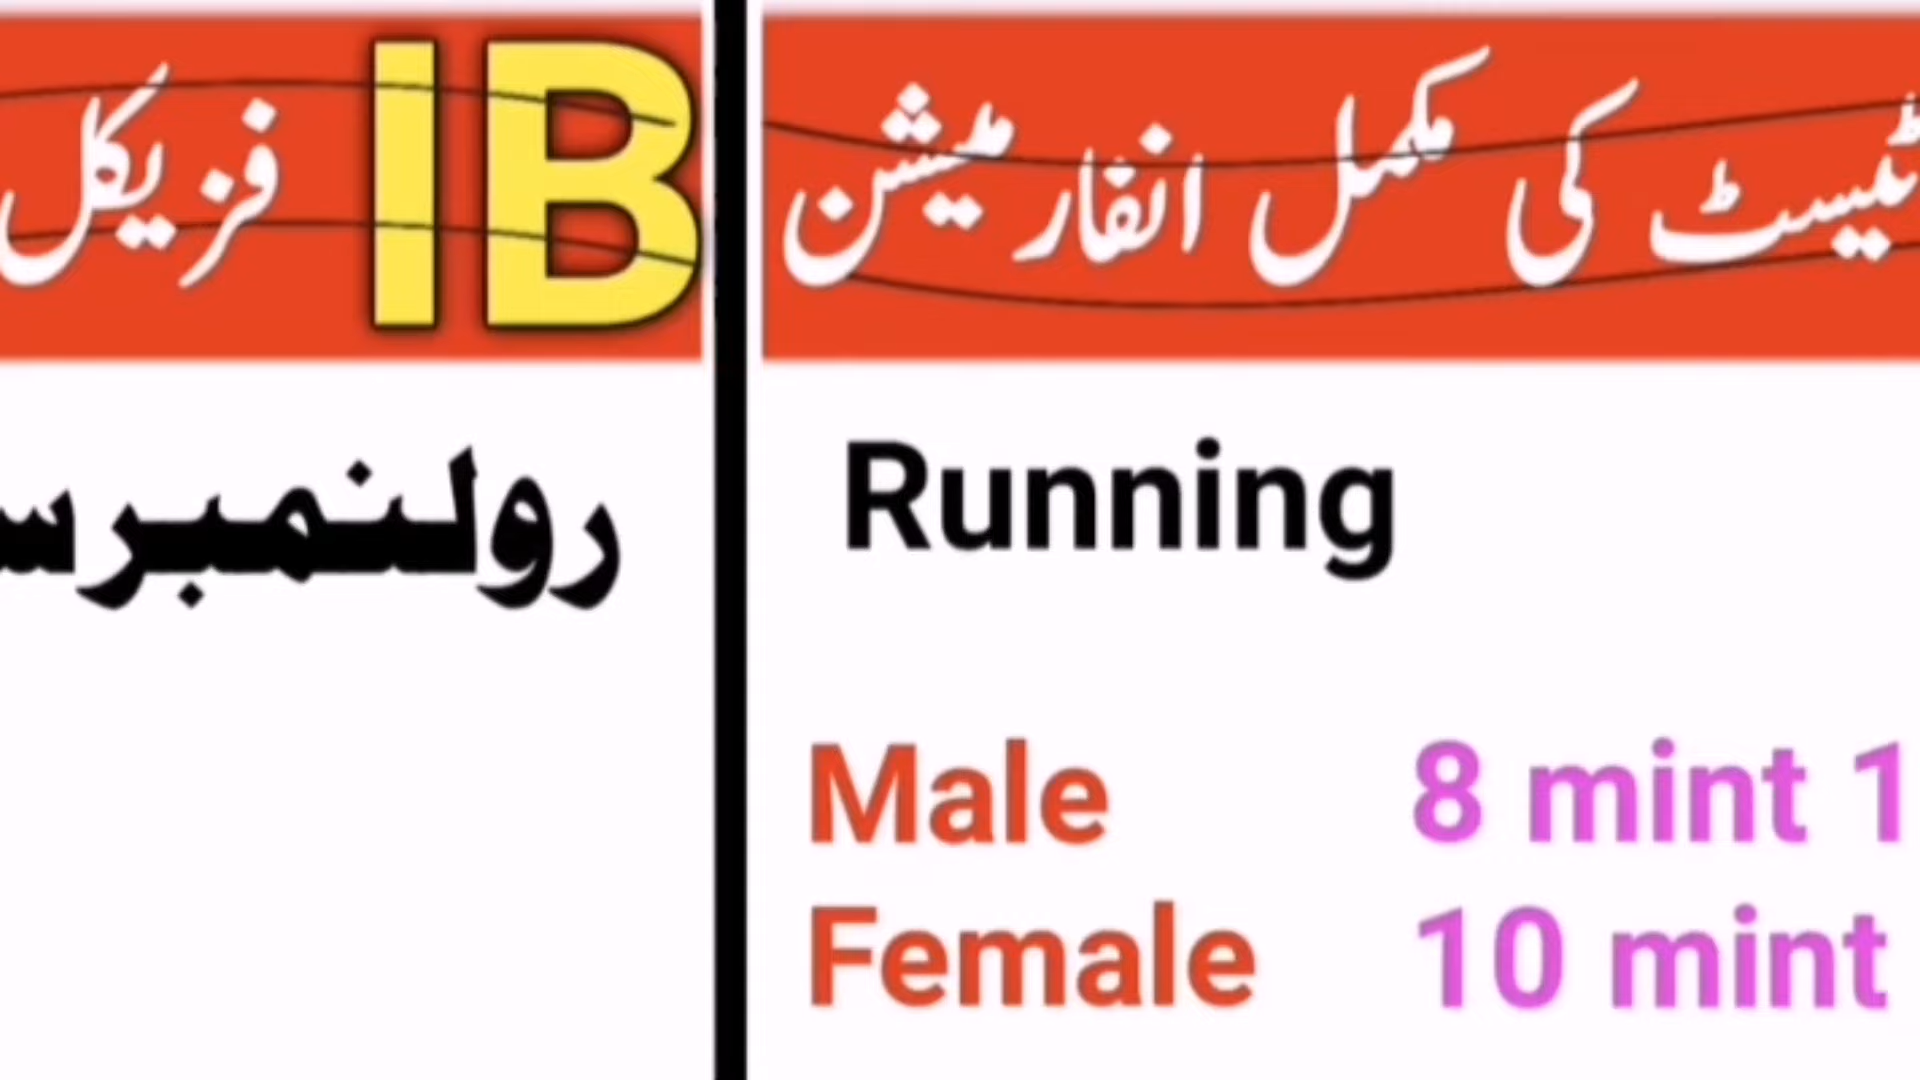 IB فزیکل
ٹیسٹ کی مکمل انفارمیشن
رولنمبرس
Running
Male 8 mint 1
Female 10 mint